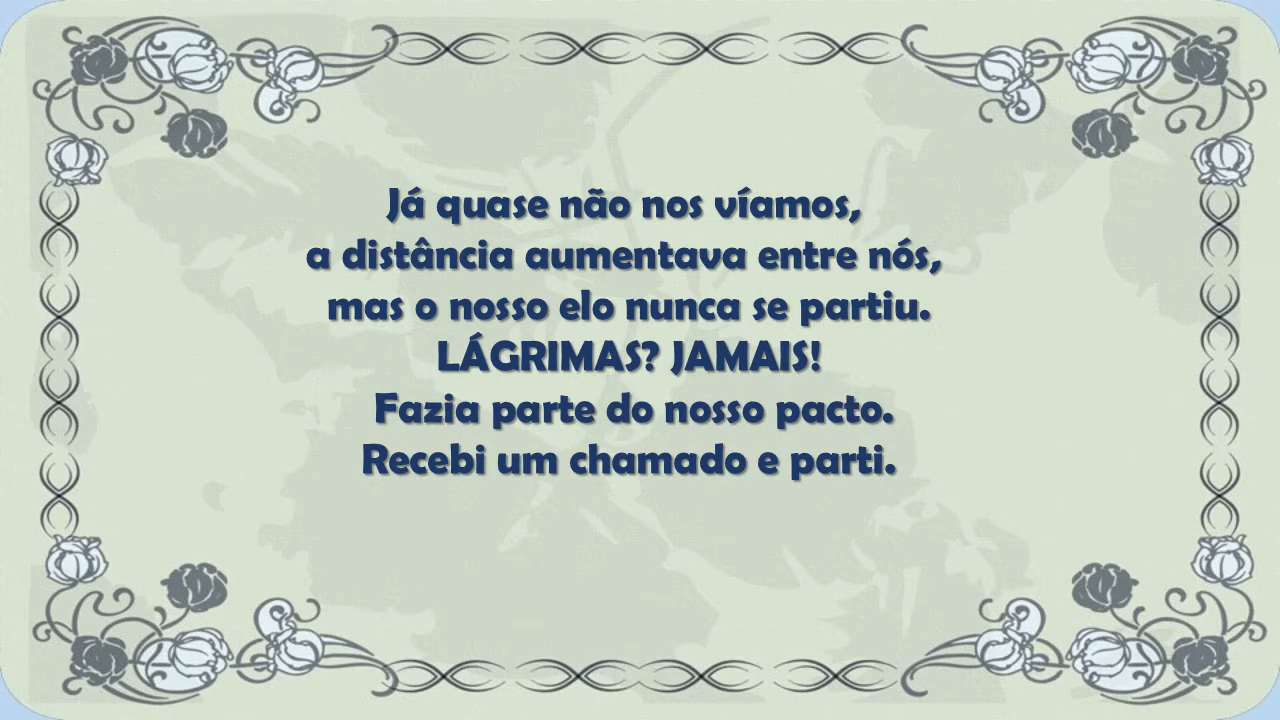 Já quase não nos víamos,
a distância aumentava entre nós,
mas o nosso elo nunca se partiu.
LÁGRIMAS? JAMAIS!
Fazia parte do nosso pacto.
Recebi um chamado e parti.